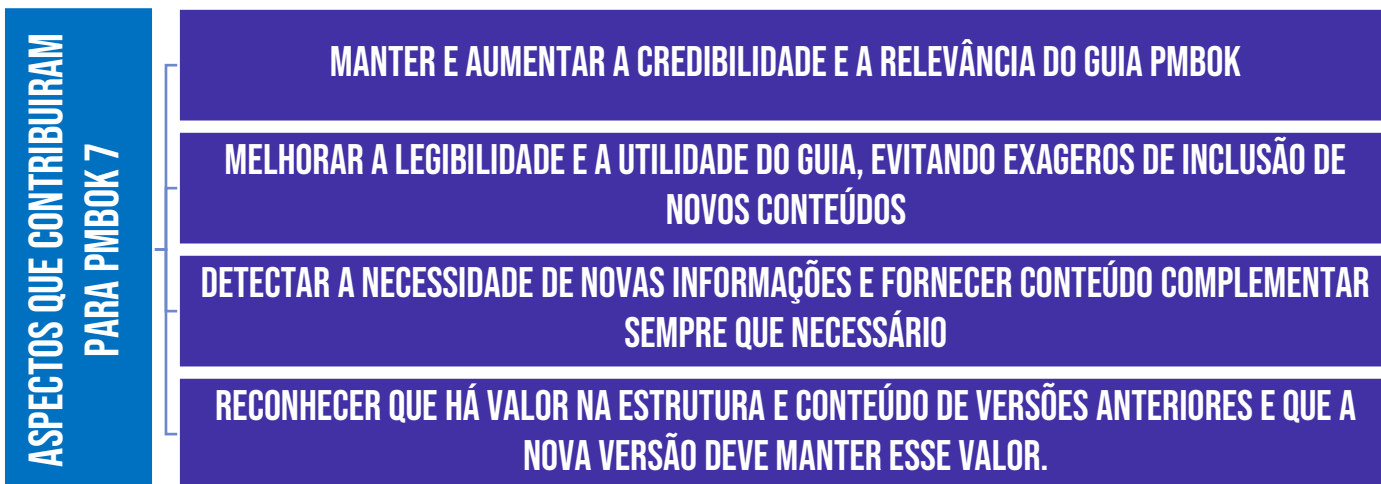 ASPECTOS QUE CONTRIBUIRAM
PARA PMBOK 7
MANTER E AUMENTAR A CREDIBILIDADE E A RELEVÂNCIA DO GUIA PMBOK
MELHORAR A LEGIBILIDADE E A UTILIDADE DO GUIA, EVITANDO EXAGEROS DE INCLUSÃO DE
NOVOS CONTEÚDOS
DETECTAR A NECESSIDADE DE NOVAS INFORMAÇÕES E FORNECER CONTEÚDO COMPLEMENTAR
SEMPRE QUE NECESSÁRIO
RECONHECER QUE HÁ VALOR NA ESTRUTURA E CONTEÚDO DE VERSÕES ANTERIORES E QUE A
NOVA VERSÃO DEVE MANTER ESSE VALOR.